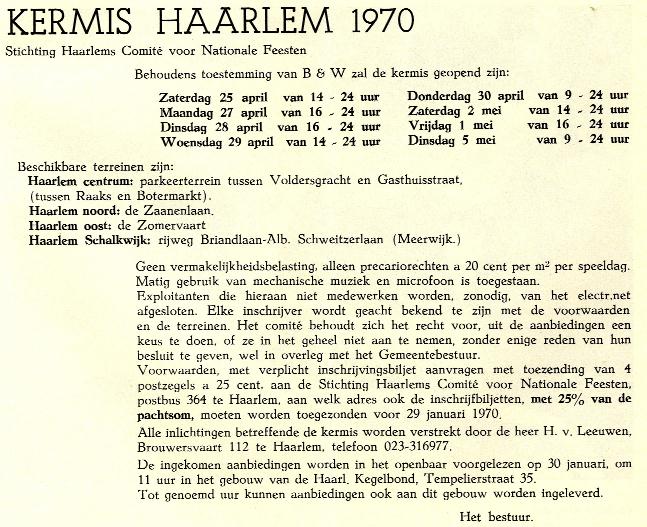 KERMIS HAARLEM 1970
Stichting Haarlems Comité voor Nationale Feesten
Behoudens toestemming van B & W zal de kermis geopend zijn:
Zaterdag 25 april van 14 - 24 uur Donderdag 30 april van 9 - 24 uur
Maandag 27 april van 16 - 24 uur Zaterdag 2 mei van 14 - 24 uur
Dinsdag 28 april van 16 - 24 uur Vrijdag 1 mei van 16 - 24 uur
Woensdag 29 april van 14 - 24 uur Dinsdag 5 mei van 9 - 24 uur
Beschikbare terreinen zijn:
Haarlem centrum: parkeerterrein tussen Voldersgracht en Gasthuisstraat,
(tussen Raaks en Botermarkt).
Haarlem noord: de Zaanenlaan.
Haarlem oost: de Zomervaart
Haarlem Schalkwijk: rijweg Briandlaan-Alb. Schweitzerlaan (Meerwijk.)
Geen vermakelijkheidsbelasting, alleen precariorechten a 20 cent per m² per speeldag.
Matig gebruik van mechanische muziek en microfoon is toegestaan.
Exploitanten die hieraan niet medewerken worden, zonodig, van het electr.net
afgesloten. Elke inschrijver wordt geacht bekend te zijn met de voorwaarden
en de terreinen. Het comité behoudt zich het recht voor, uit de aanbiedingen een
keus te doen, of ze in het geheel niet aan te nemen, zonder enige reden van hun
besluit te geven, wel in overleg met het Gemeentebestuur.
Voorwaarden, met verplicht inschrijvingsbiljet aanvragen met toezending van 4
postzegels a 25 cent. aan de Stichting Haarlems Comité voor Nationale Feesten,
postbus 364 te Haarlem, aan welk adres ook de inschrijfbiljetten, met 25% van de
pachtsom, moeten worden toegezonden voor 29 januari 1970.
Alle inlichtingen betreffende de kermis worden verstrekt door de heer H. v. Leeuwen,
Brouwersvaart 112 te Haarlem, telefoon 023-316977.
De ingekomen aanbiedingen worden in het openbaar voorgelezen op 30 januari, om
11 uur in het gebouw van de Haarl. Kegelbond, Tempelierstraat 35.
Tot genoemd uur kunnen aanbiedingen ook aan dit gebouw worden ingeleverd.
Het bestuur.